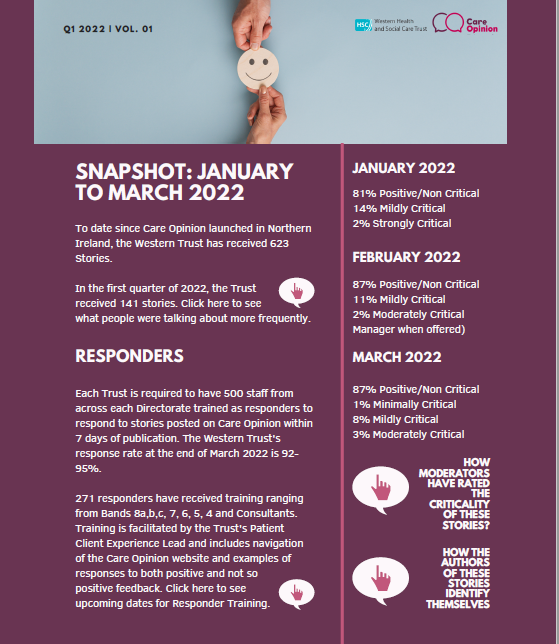 Q1 2022 | VOL. 01
HSC Western Health
and Social Care Trust
Care
Opinion
SNAPSHOT: JANUARY
TO MARCH 2022
To date since Care Opinion launched in Northern
Ireland, the Western Trust has received 623
Stories.
In the first quarter of 2022, the Trust
received 141 stories. Click here to see
what people were talking about more frequently.
RESPONDERS
Each Trust is required to have 500 staff from
across each Directorate trained as responders to
respond to stories posted on Care Opinion within
7 days of publication. The Western Trust's
response rate at the end of March 2022 is 92-
95%.
271 responders have received training ranging
from Bands 8a,b,c, 7, 6, 5, 4 and Consultants.
Training is facilitated by the Trust's Patient
Client Experience Lead and includes navigation
of the Care Opinion website and examples of
responses to both positive and not so
positive feedback. Click here to see
upcoming dates for Responder Training.
JANUARY 2022
81% Positive/Non Critical
14% Mildly Critical
2% Strongly Critical
FEBRUARY 2022
87% Positive/Non Critical
11% Mildly Critical
2% Moderately Critical
Manager when offered)
MARCH 2022
87% Positive/Non Critical
1% Minimally Critical
8% Mildly Critical
3% Moderately Critical
HOW
MODERATORS
HAVE RATED
THE
CRITICALITY
OF THESE
STORIES?
HOW THE
AUTHORS
OF THESE
STORIES
IDENTIFY
THEMSELVES